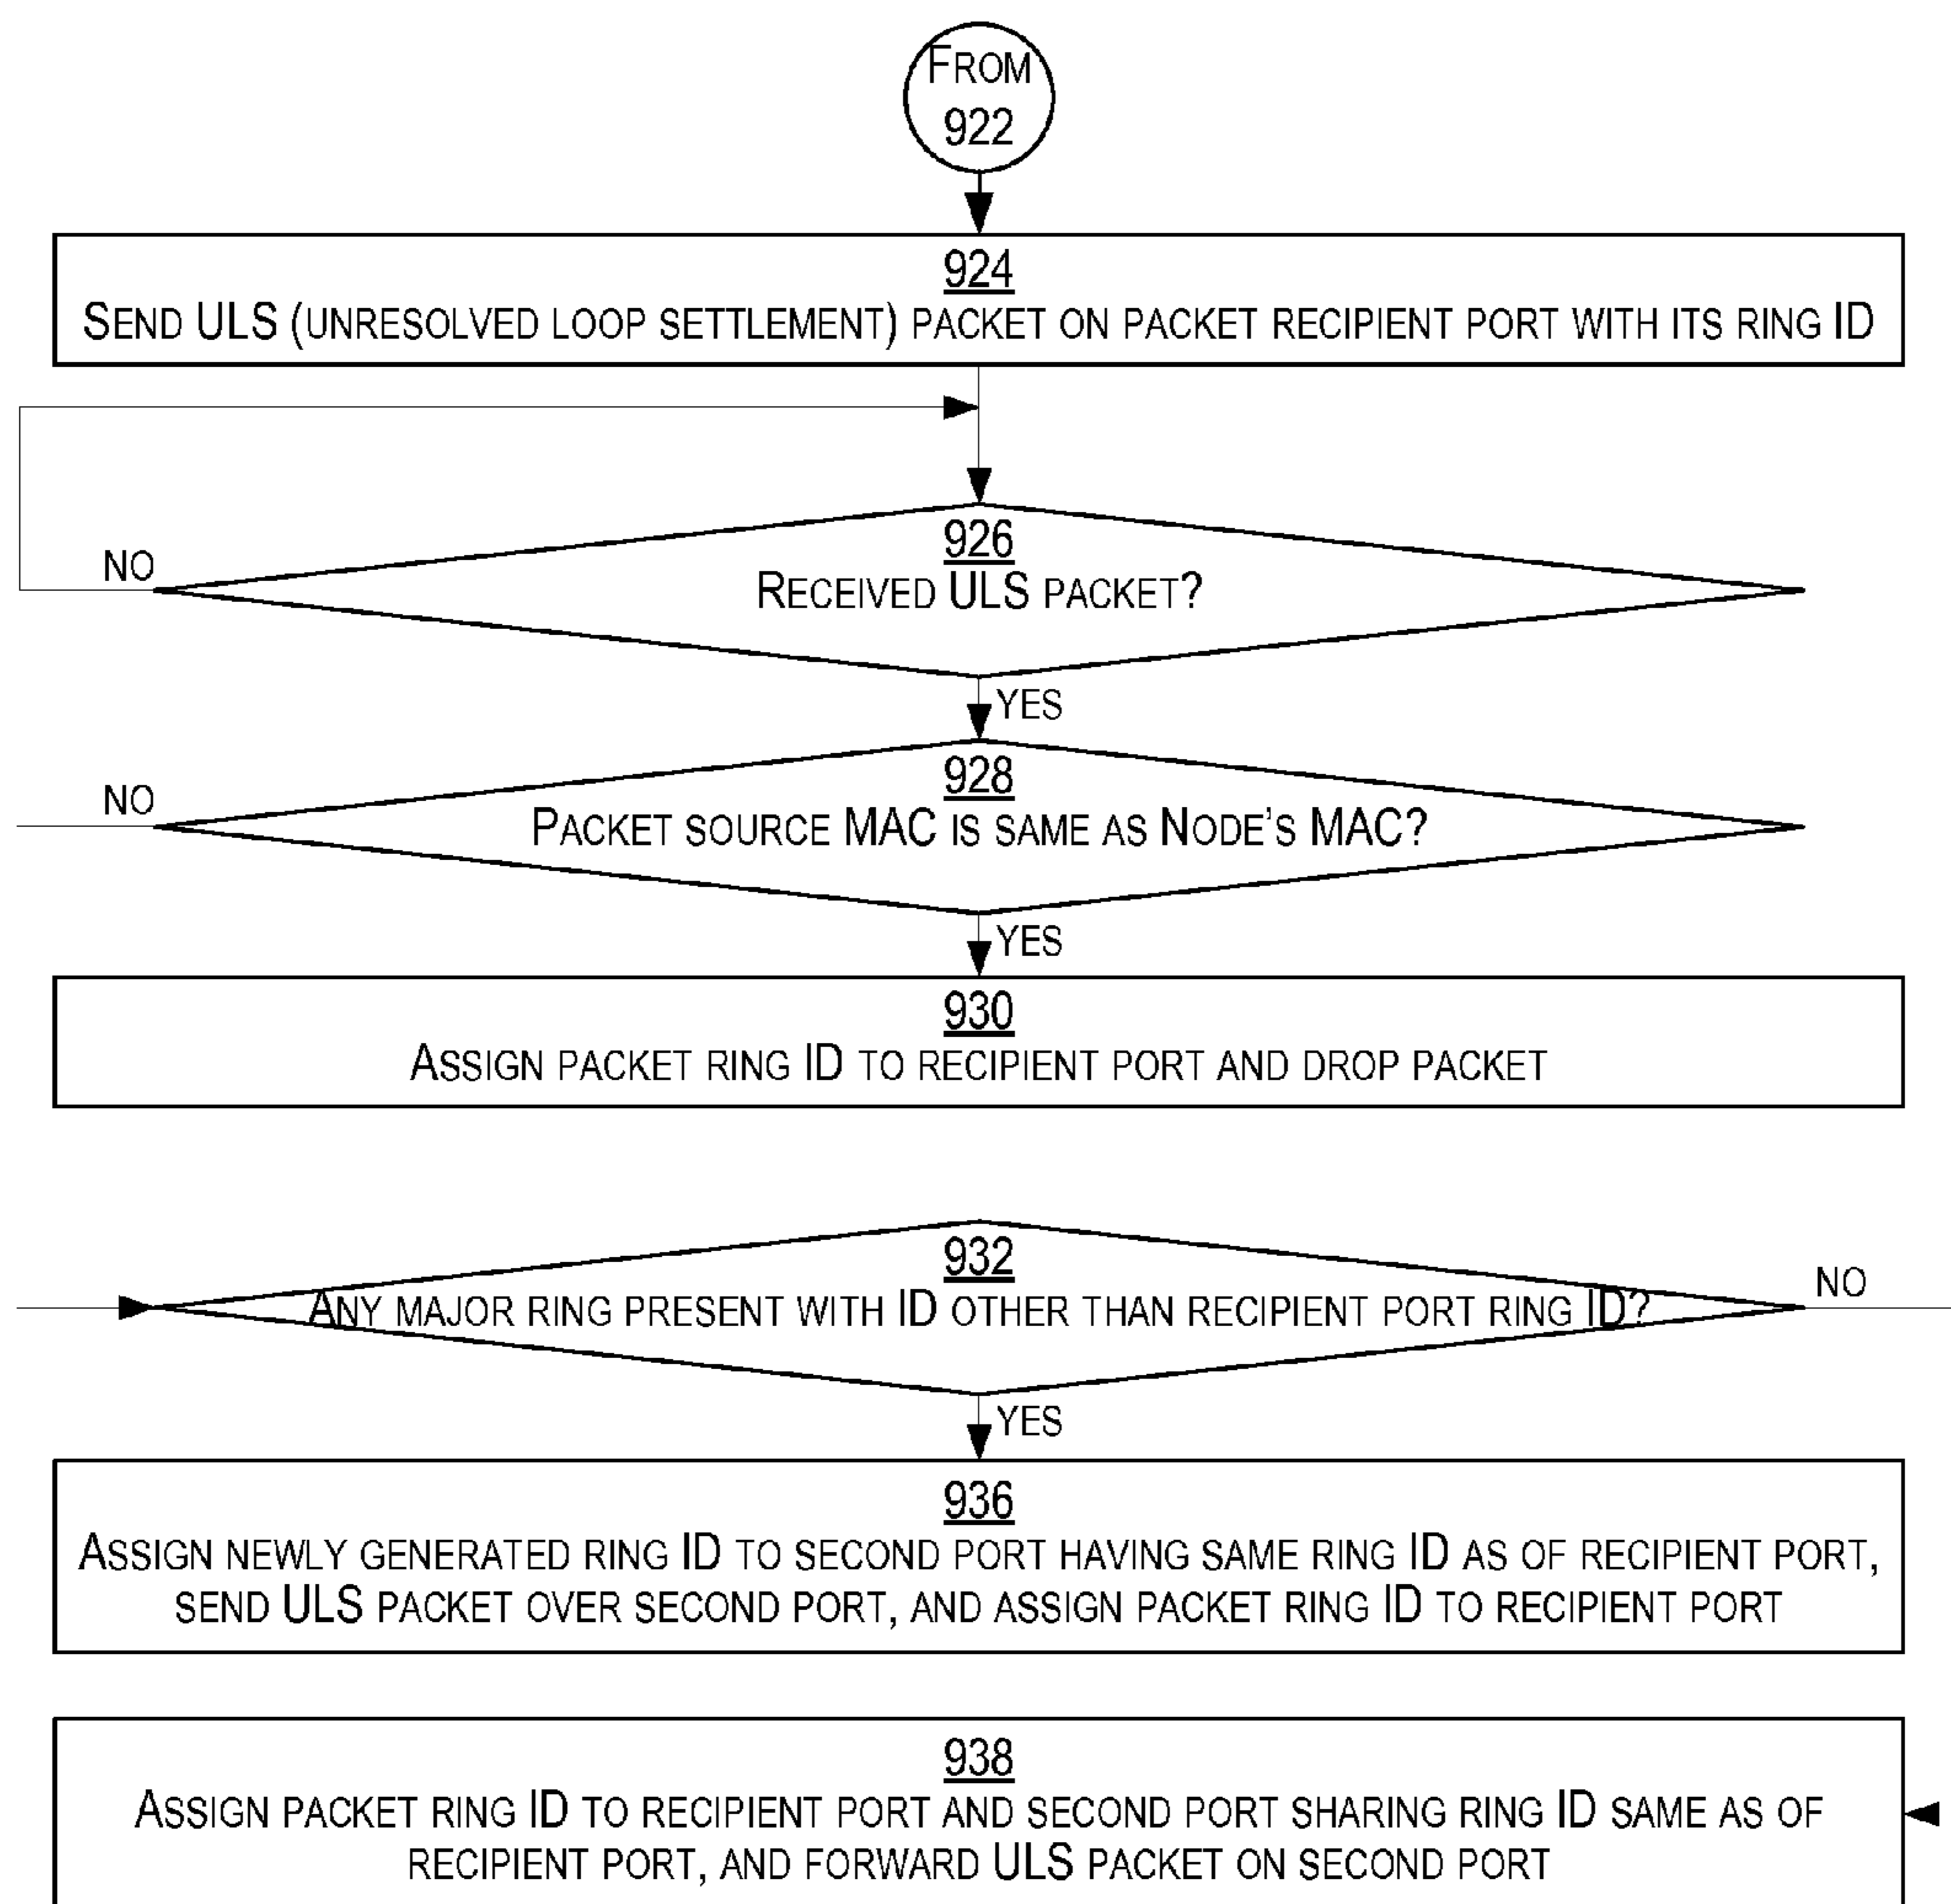 FROM
922
924
SEND ULS (UNRESOLVED LOOP SETTLEMENT) PACKET ON PACKET RECIPIENT PORT WITH ITS RING ID
926
RECEIVED ULS PACKET?
NO
YES
928
PACKET SOURCE MAC IS SAME AS NODE'S MAC?
NO
YES
930
ASSIGN PACKET RING ID TO RECIPIENT PORT AND DROP PACKET
932
ANY MAJOR RING PRESENT WITH ID OTHER THAN RECIPIENT PORT RING ID?
NO
YES
936
ASSIGN NEWLY GENERATED RING ID TO SECOND PORT HAVING SAME RING ID AS OF RECIPIENT PORT,
SEND ULS PACKET OVER SECOND PORT, AND ASSIGN PACKET RING ID TO RECIPIENT PORT
938
ASSIGN PACKET RING ID TO RECIPIENT PORT AND SECOND PORT SHARING RING ID SAME AS OF
RECIPIENT PORT, AND FORWARD ULS PACKET ON SECOND PORT